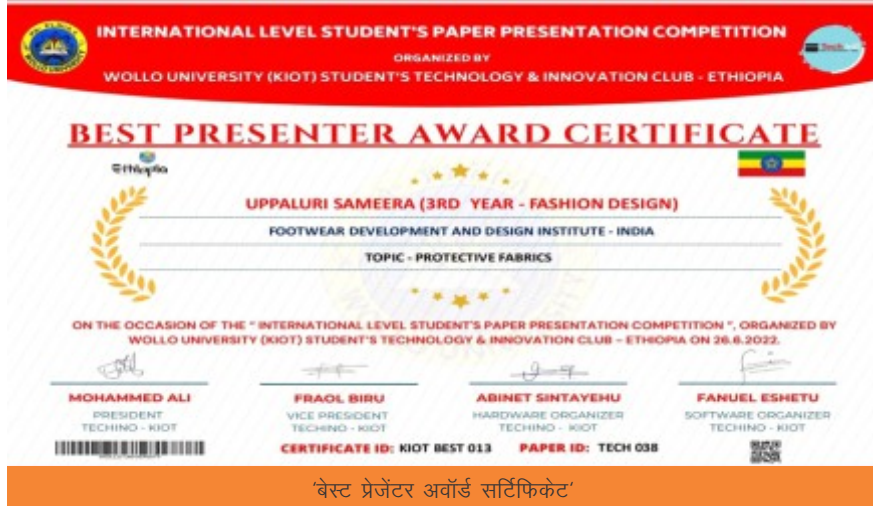 INTERNATIONAL LEVEL STUDENT'S PAPER PRESENTATION COMPETITION
ORGANIZED BY
WOLLO UNIVERSITY (KIOT) STUDENT'S TECHNOLOGY & INNOVATION CLUB - ETHIOPIA
BEST PRESENTER AWARD CERTIFICATE
Ethiopia
UPPALURI SAMEERA (3RD YEAR - FASHION DESIGN)
FOOTWEAR DEVELOPMENT AND DESIGN INSTITUTE - INDIA
TOPIC - PROTECTIVE FABRICS
ON THE OCCASION OF THE " INTERNATIONAL LEVEL STUDENT'S PAPER PRESENTATION COMPETITION ", ORGANIZED BY
WOLLO UNIVERSITY (KIOT) STUDENT'S TECHNOLOGY & INNOVATION CLUB – ETHIOPIA ON 26.6.2022.
MOHAMMED ALI
PRESIDENT
TECHINO - KIOT
FRAOL BIRU
VICE PRESIDENT
TECHINO - KIOT
ABINET SINTAYEHU
HARDWARE ORGANIZER
TECHINO - KIOT
FANUEL ESHETU
SOFTWARE ORGANIZER
TECHINO - KIOT
CERTIFICATE ID: KIOT BEST 013 PAPER ID: TECH 038
'बेस्ट प्रेजेंटर अवॉर्ड सर्टिफिकेट'